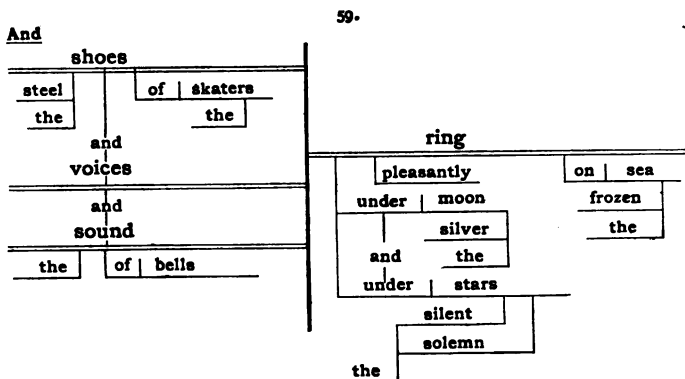 59.
And
shoes
steel of skaters
the the
and
voices
and
sound
the of bells
ring
pleasantly on sea
under moon frozen
silver the
and the
under stars
silent
solemn
the